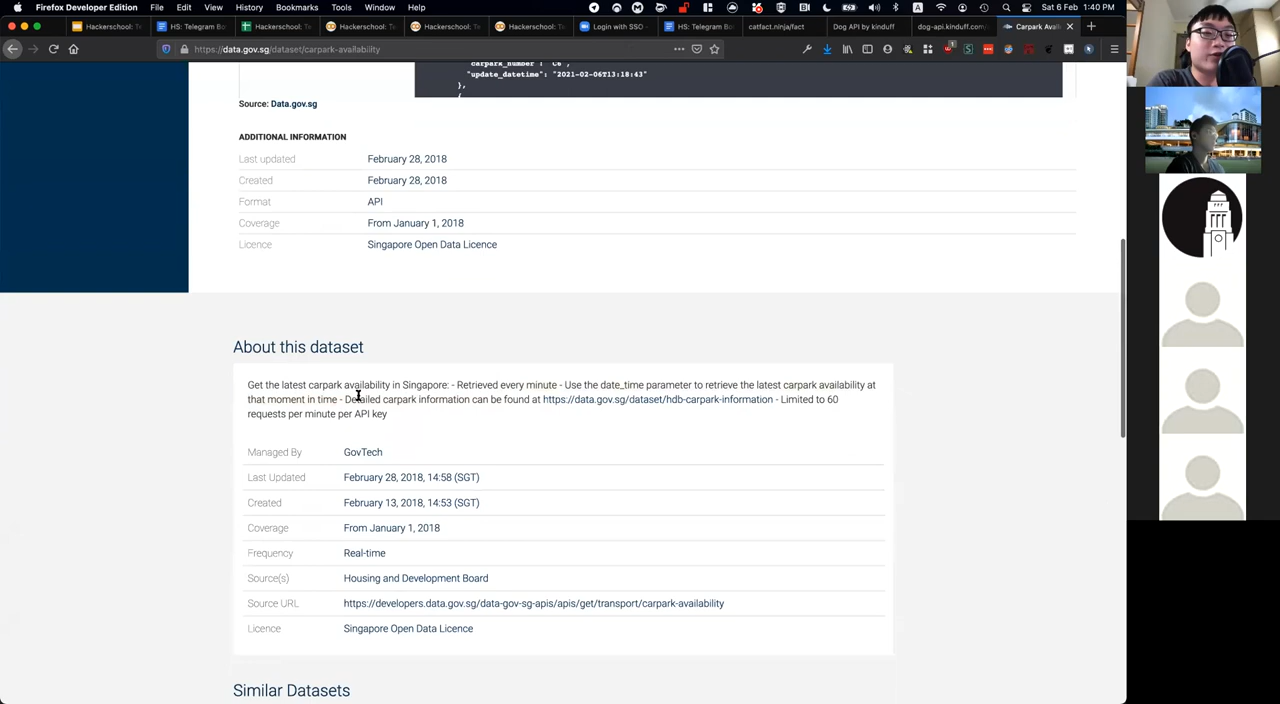 Firefox Developer Edition File Edit View History Bookmarks Tools Window Help Sat 6 Feb 1:40 PM
Hackerschool: Te HS: Telegram Bo Hackerschool: Te Hackerschool: Te Hackerschool: Te Hackerschool: Te Login with SSO - HS: Telegram Bo catfact.ninja/fact Dog API by kinduff dog-api.kinduff.com/ Carpark Avail
https://data.gov.sg/dataset/carpark-availability
"carpark_number": "C6",
"update_datetime": "2021-02-06T13:18:43"
},
{
Source: Data.gov.sg
ADDITIONAL INFORMATION
Last updated February 28, 2018
Created February 28, 2018
Format API
Coverage From January 1, 2018
Licence Singapore Open Data Licence
About this dataset
Get the latest carpark availability in Singapore: - Retrieved every minute - Use the date_time parameter to retrieve the latest carpark availability at
that moment in time - Detailed carpark information can be found at https://data.gov.sg/dataset/hdb-carpark-information - Limited to 60
requests per minute per API key
Managed By GovTech
Last Updated February 28, 2018, 14:58 (SGT)
Created February 13, 2018, 14:53 (SGT)
Coverage From January 1, 2018
Frequency Real-time
Source(s) Housing and Development Board
Source URL https://developers.data.gov.sg/data-gov-sg-apis/apis/get/transport/carpark-availability
Licence Singapore Open Data Licence
Similar Datasets